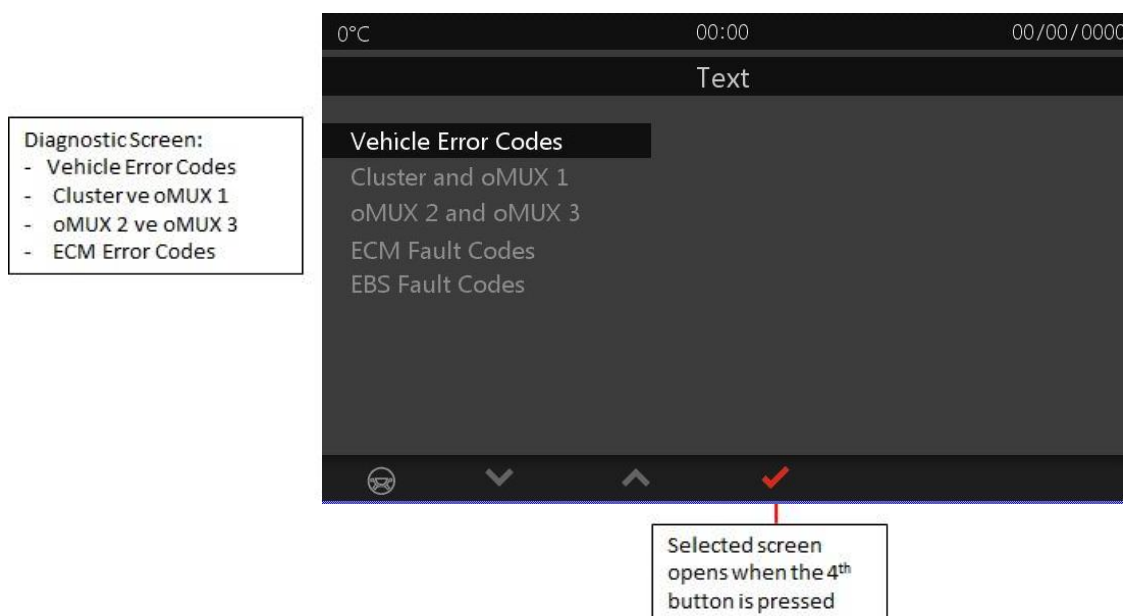 0°C 00:00 00/00/0000
Text
Diagnostic Screen:
- Vehicle Error Codes
- Cluster ve oMUX 1
- oMUX 2 ve oMUX 3
- ECM Error Codes
Vehicle Error Codes
Cluster and oMUX 1
oMUX 2 and oMUX 3
ECM Fault Codes
EBS Fault Codes
Selected screen
opens when the 4th
button is pressed